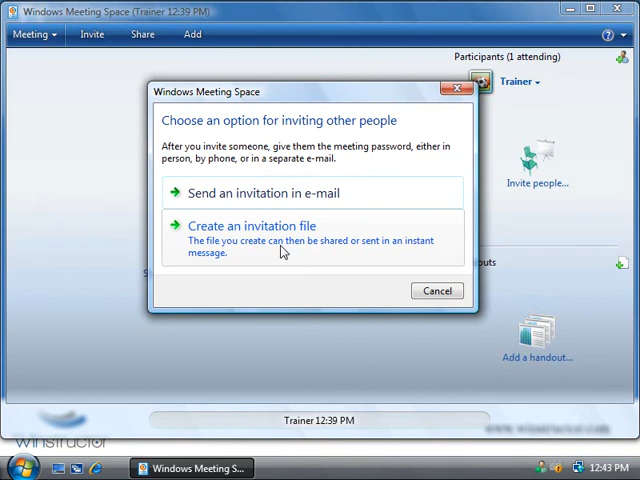 Windows Meeting Space (Trainer 12:39 PM)
Meeting
Invite
Share
Add
Participants (1 attending)
Trainer
Invite people...
Windows Meeting Space
Choose an option for inviting other people
After you invite someone, give them the meeting password, either in
person, by phone, or in a separate e-mail.
Send an invitation in e-mail
Create an invitation file
The file you create can then be shared or sent in an instant
message.
Cancel
Add a handout...
Trainer 12:39 PM
winstructor
Windows Meeting S...
12:43 PM